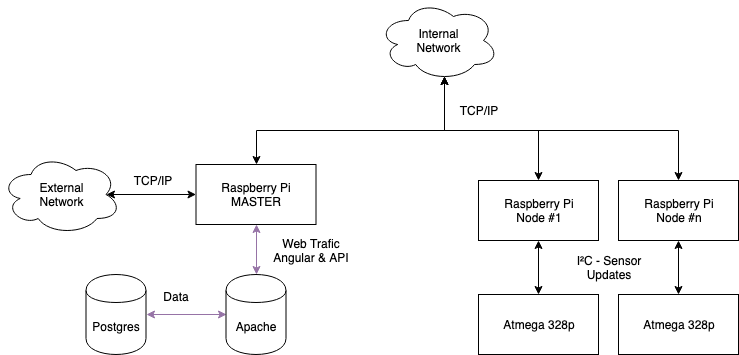 Internal
Network
TCP/IP
External
Network
TCP/IP
Raspberry Pi
MASTER
Raspberry Pi
Node #1
Raspberry Pi
Node #n
Web Trafic
Angular & API
I²C - Sensor
Updates
Postgres
Data
Apache
Atmega 328p
Atmega 328p